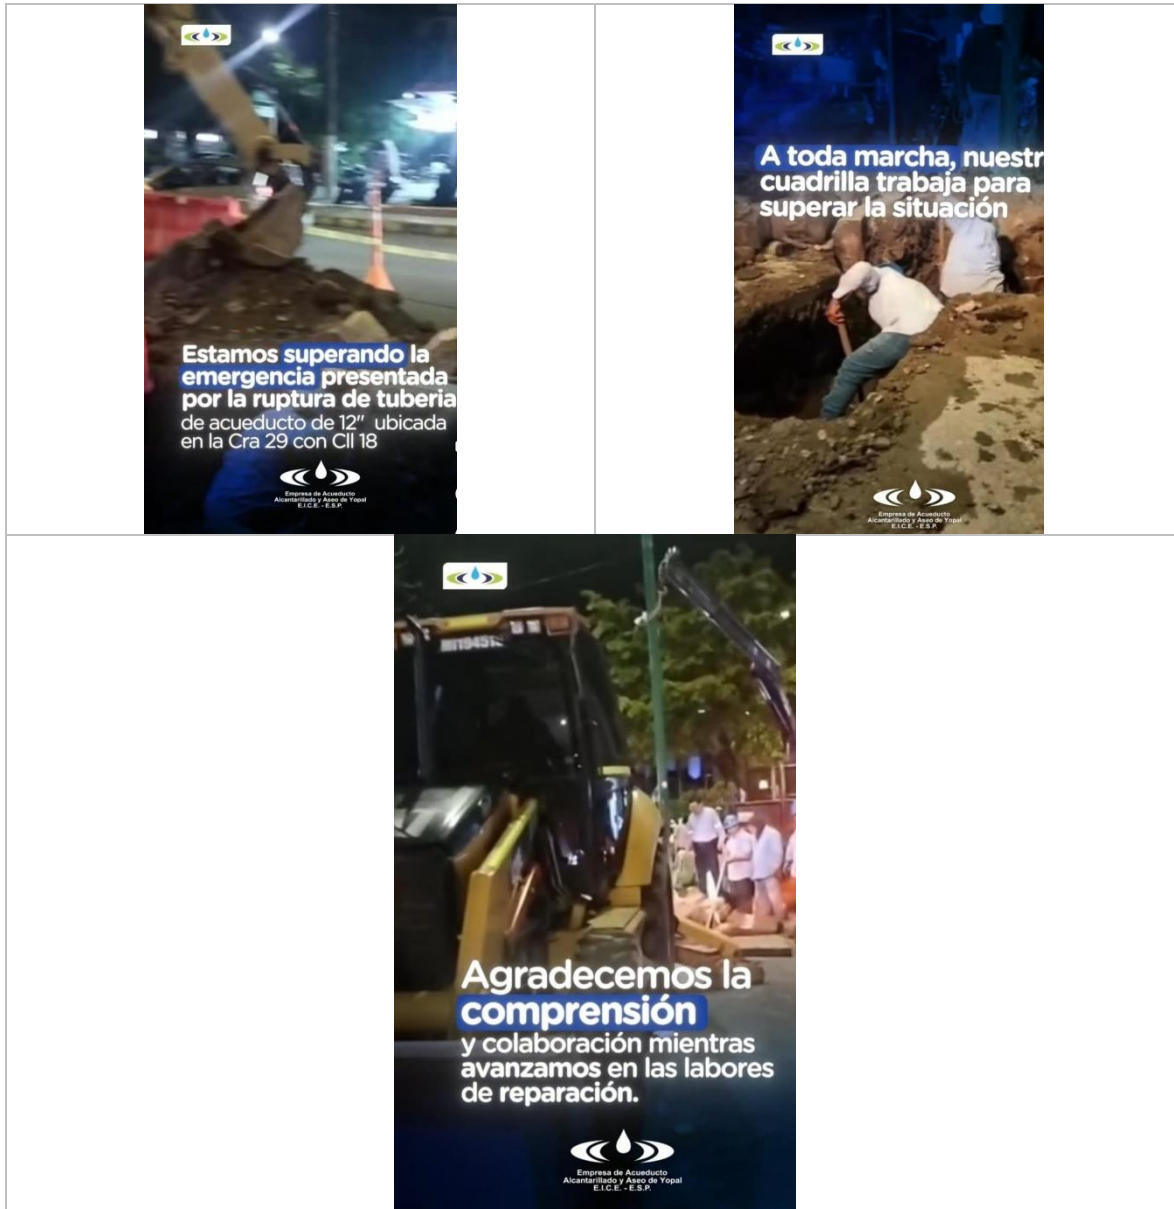 Estamos superando la
emergencia presentada
por la ruptura de tuberia
de acueducto de 12" ubicada
en la Cra 29 con Cll 18
Empresa de Acueducto
Alcantarillado y Aseo de Yopal
E.I.C.E. - E.S.P.
A toda marcha, nuestr
cuadrilla trabaja para
superar la situación
Empresa de Acueducto
Alcantarillado y Aseo de Yopal
E.I.C.E. - E.S.P.
Agradecemos la
comprensión
y colaboración mientras
avanzamos en las labores
de reparación.
Empresa de Acueducto
Alcantarillado y Aseo de Yopal
E.I.C.E. - E.S.P.